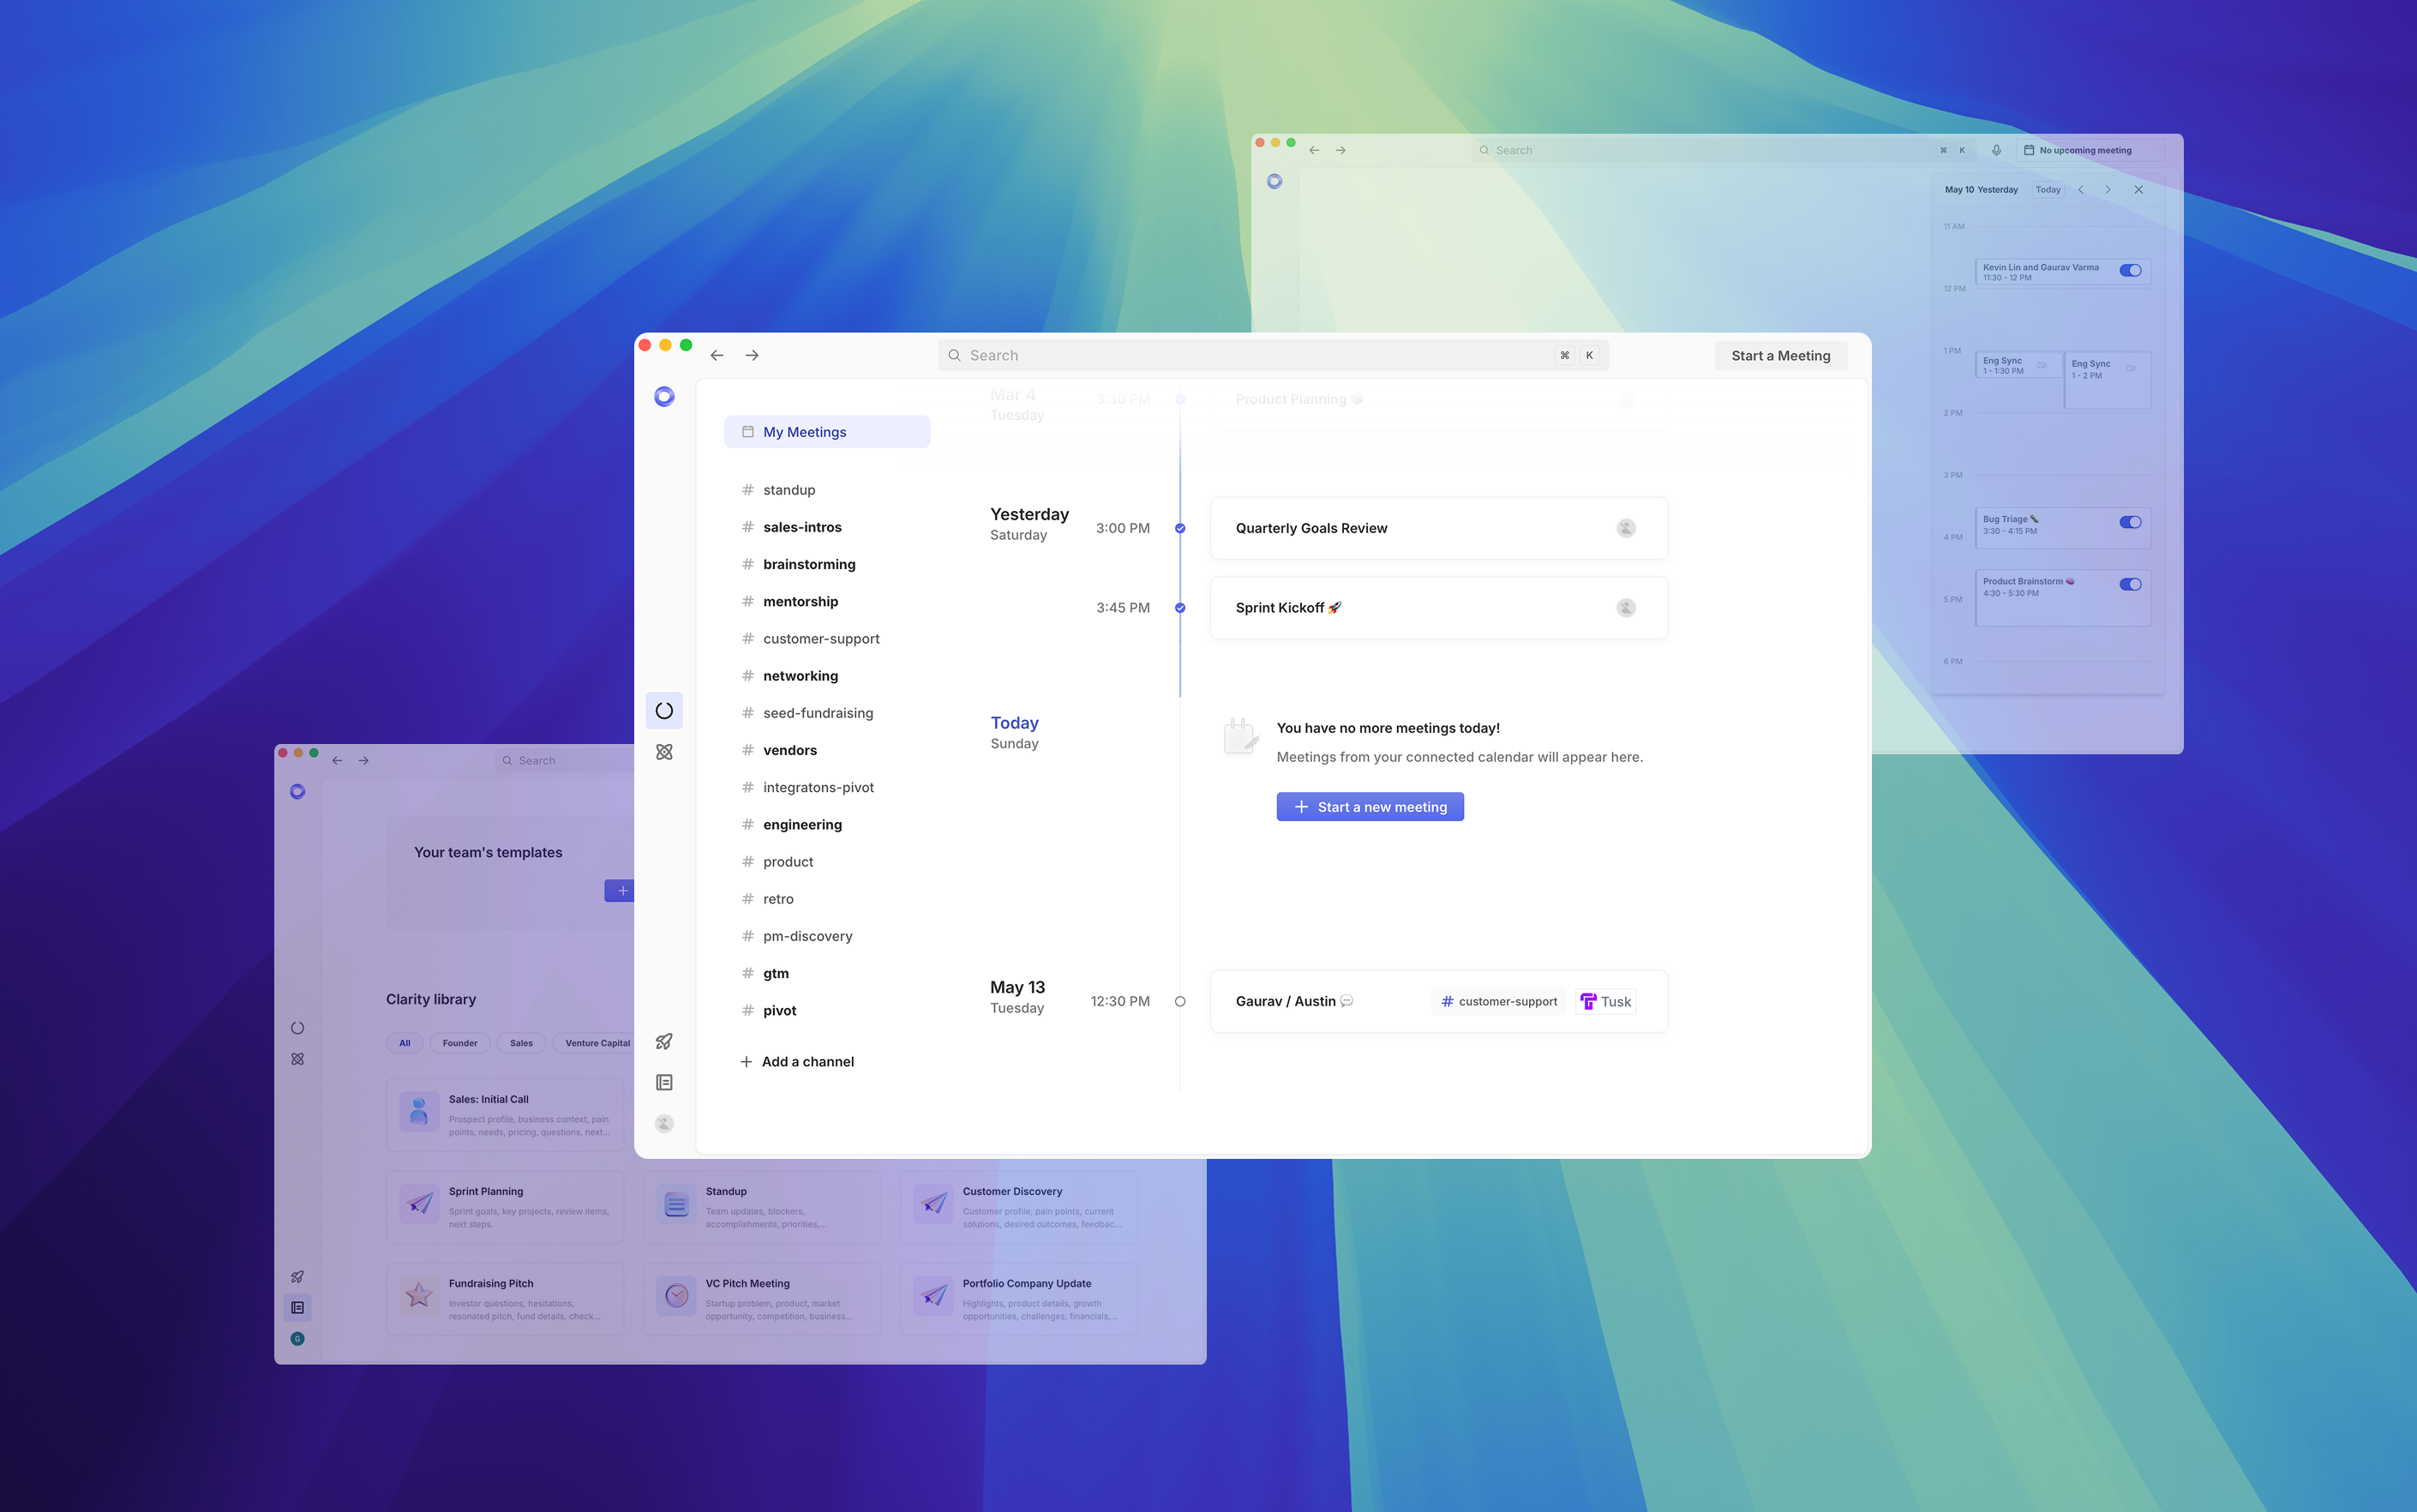 Search
⌘ K
No upcoming meeting
May 10 Yesterday
Today
11 AM
Kevin Lin and Gaurav Varma
11:30 - 12 PM
12 PM
1 PM
Eng Sync
1 - 1:30 PM
Eng Sync
1 - 2 PM
2 PM
3 PM
Bug Triage
3:30 - 4:15 PM
4 PM
Product Brainstorm 🧠
4:30 - 5:30 PM
5 PM
6 PM
Search
⌘ K
Start a Meeting
My Meetings
# standup
# sales-intros
# brainstorming
# mentorship
# customer-support
# networking
# seed-fundraising
# vendors
# integratons-pivot
# engineering
# product
# retro
# pm-discovery
# gtm
# pivot
+ Add a channel
Mar 4
Tuesday
3:30 PM
Product Planning
Yesterday
Saturday
3:00 PM
Quarterly Goals Review
3:45 PM
Sprint Kickoff 🚀
Today
Sunday
You have no more meetings today!
Meetings from your connected calendar will appear here.
+ Start a new meeting
May 13
Tuesday
12:30 PM
Gaurav / Austin 💬
# customer-support
Tusk
Search
Your team's templates
+
Clarity library
All
Founder
Sales
Venture Capital
Sales: Initial Call
Prospect profile, business context, pain
points, needs, pricing, questions, next...
Sprint Planning
Sprint goals, key projects, review items,
next steps.
Standup
Team updates, blockers,
accomplishments, priorities,...
Customer Discovery
Customer profile, pain points, current
solutions, desired outcomes, feedbac...
Fundraising Pitch
Investor questions, hesitations,
resonated pitch, fund details, check...
VC Pitch Meeting
Startup problem, product, market
opportunity, competition, business...
Portfolio Company Update
Highlights, product details, growth
opportunities, challenges, financials,...
G